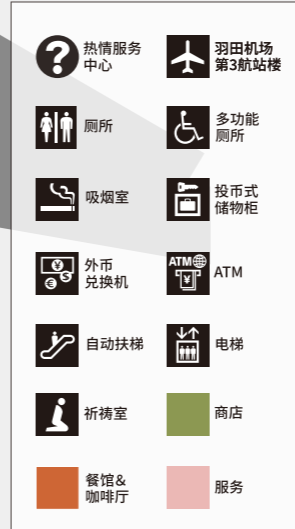 热情服务
中心
羽田机场
第3航站楼
厕所
多功能
厕所
吸烟室
投币式
储物柜
外币
兑换机
ATM
ATM
自动扶梯
电梯
祈祷室
商店
餐馆&
咖啡厅
服务